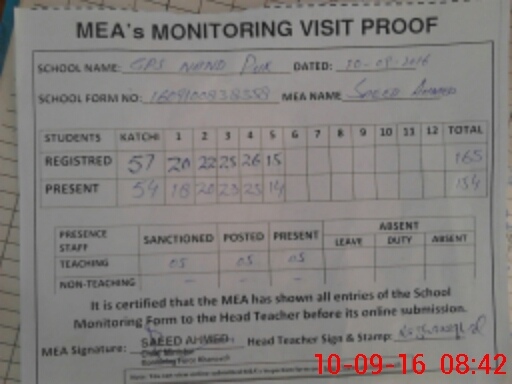 MEA's MONITORING VISIT PROOF
SCHOOL NAME: GPS NAND PUR DATED: 10-09-2016
SCHOOL FORM NO: MEA NAME Saeed Ahmed
STUDENTS KATCHI 1 2 3 4 5 6 7 8 9 10 11 12 TOTAL
REGISTRED 57 20 22 25 26 15 165
PRESENT 54 18 20 23 25 14 154
PRESENCE STAFF SANCTIONED POSTED PRESENT ABSENT
LEAVE DUTY ABSENT
TEACHING 05 05 05
NON-TEACHING - - -
It is certified that the MEA has shown all entries of the School
Monitoring Form to the Head Teacher before its online submission.
MEA Signature: SAEED AHMED. Head Teacher Sign & Stamp:
10-09-16 08:42